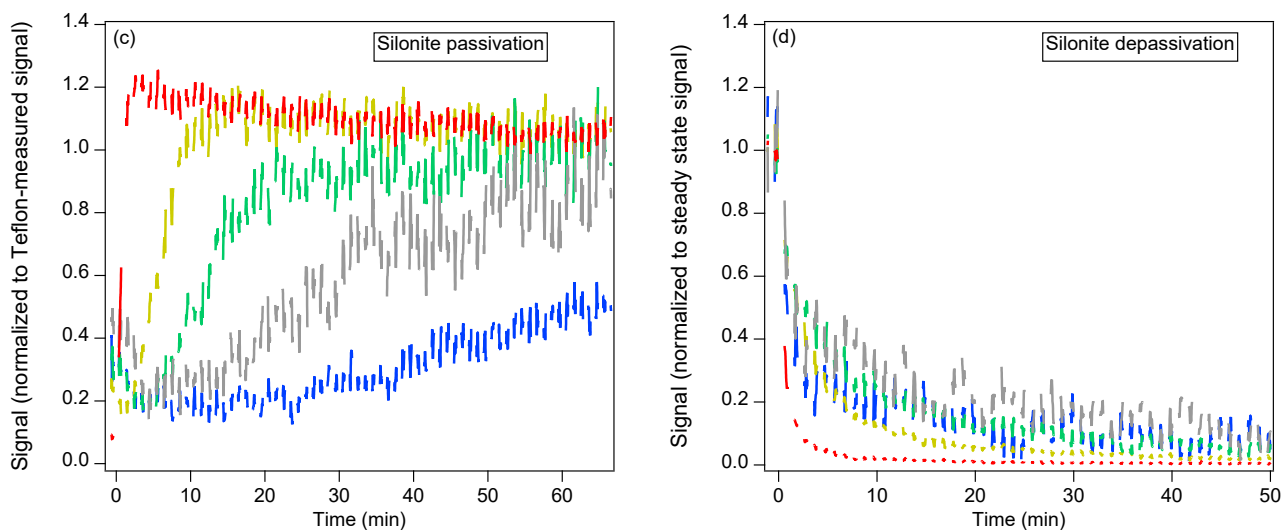 (c)
Silonite passivation
Signal (normalized to Teflon-measured signal)
1.4
1.2
1.0
0.8
0.6
0.4
0.2
0.0
0 10 20 30 40 50 60
Time (min)
(d)
Silonite depassivation
Signal (normalized to steady state signal)
1.4
1.2
1.0
0.8
0.6
0.4
0.2
0.0
0 10 20 30 40 50
Time (min)